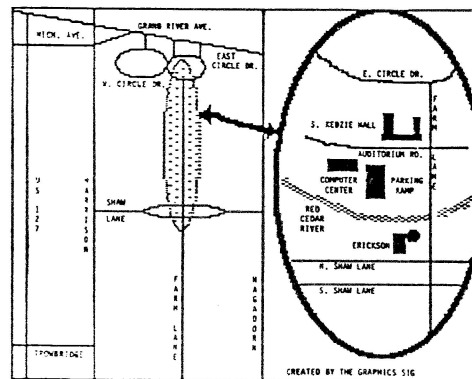 GRAND RIVER AVE.
MICH. AVE.
EAST
CIRCLE DR.
W. CIRCLE DR.
US 127
HARRISON
SHAW
LANE
FARM LANE
HAGADORN
TROWBRIDGE
E. CIRCLE DR.
FARM LANE
S. KEDZIE HALL
AUDITORIUM RD.
COMPUTER
CENTER
PARKING
RAMP
RED
CEDAR
RIVER
ERICKSON
N. SHAW LANE
S. SHAW LANE
CREATED BY THE GRAPHICS SIG